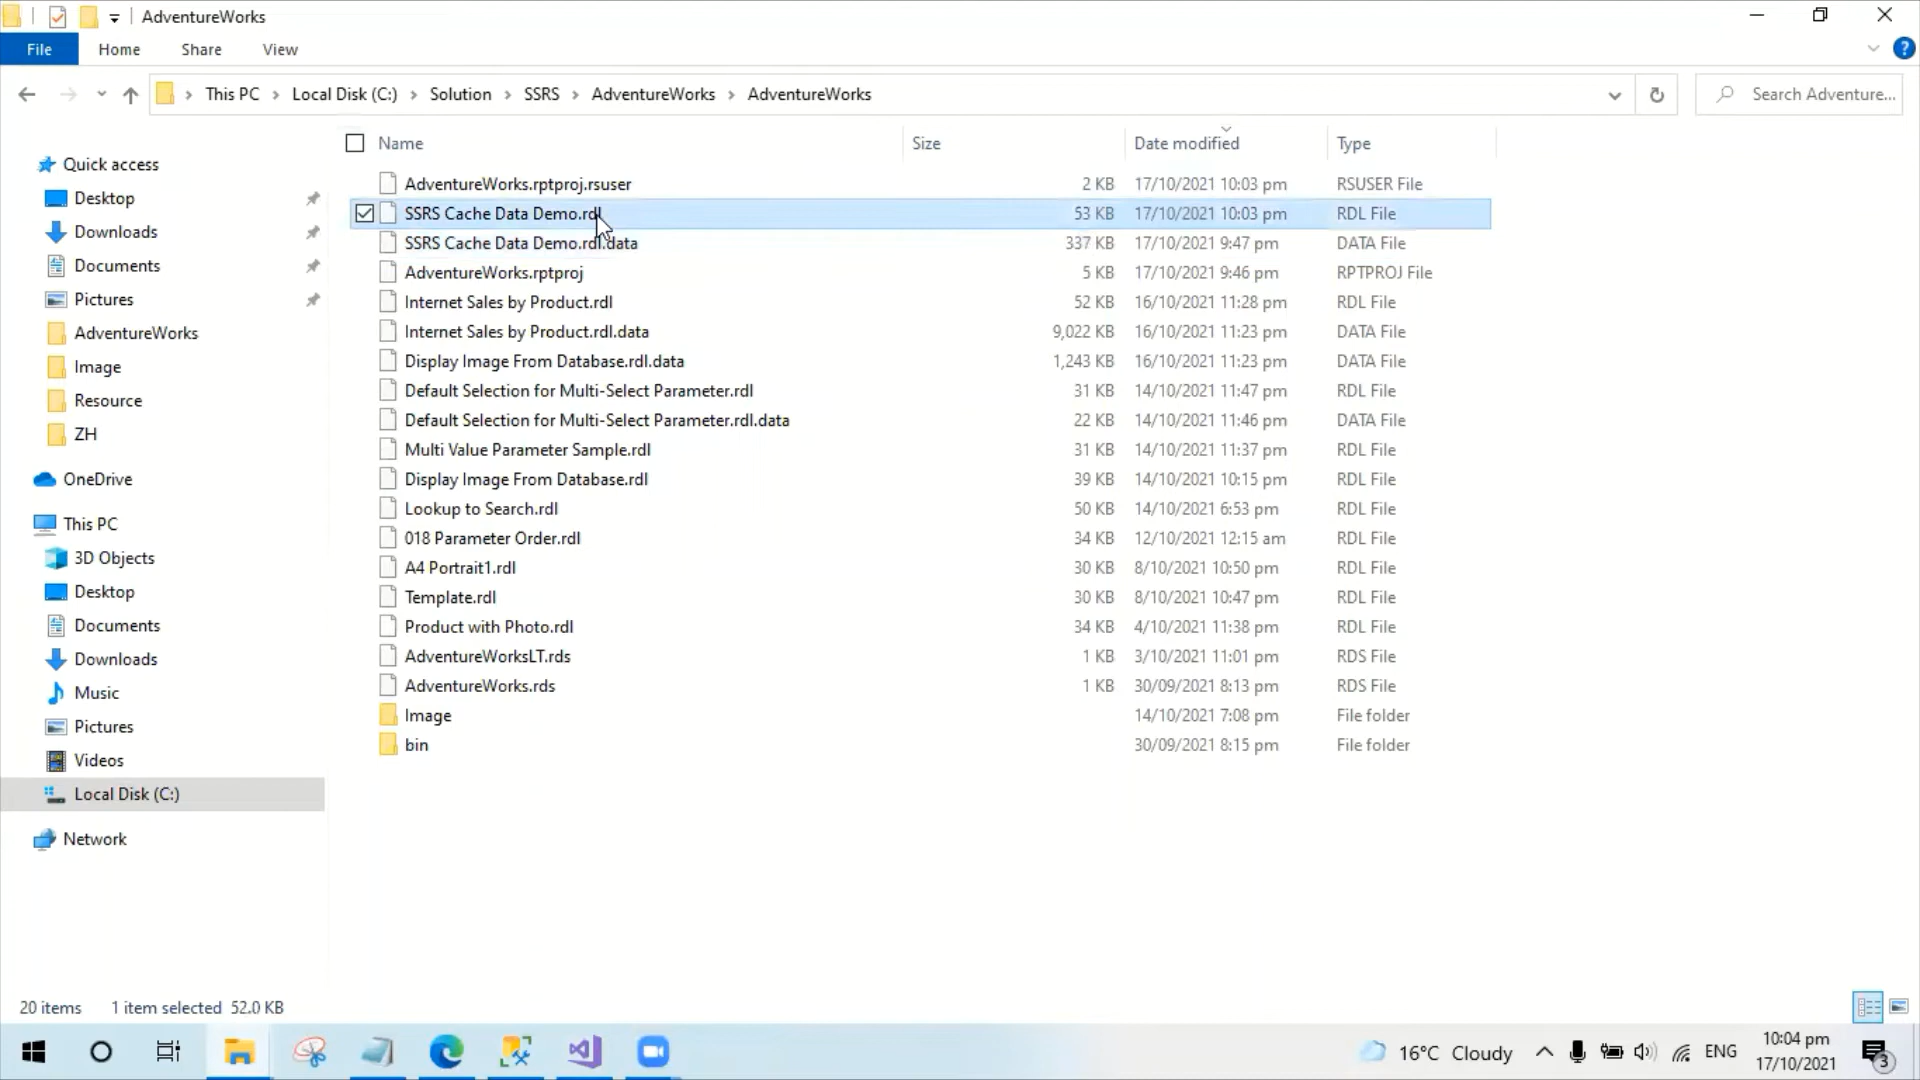 AdventureWorks
File Home Share View
This PC Local Disk (C:) Solution SSRS AdventureWorks AdventureWorks Search Adventure...
Name Size Date modified Type
Quick access
Desktop
Downloads
Documents
Pictures
AdventureWorks
Image
Resource
ZH
OneDrive
This PC
3D Objects
Desktop
Documents
Downloads
Music
Pictures
Videos
Local Disk (C:)
Network
AdventureWorks.rptproj.rsuser 2 KB 17/10/2021 10:03 pm RSUSER File
SSRS Cache Data Demo.rdl 53 KB 17/10/2021 10:03 pm RDL File
SSRS Cache Data Demo.rdl.data 337 KB 17/10/2021 9:47 pm DATA File
AdventureWorks.rptproj 5 KB 17/10/2021 9:46 pm RPTPROJ File
Internet Sales by Product.rdl 52 KB 16/10/2021 11:28 pm RDL File
Internet Sales by Product.rdl.data 9,022 KB 16/10/2021 11:23 pm DATA File
Display Image From Database.rdl.data 1,243 KB 16/10/2021 11:23 pm DATA File
Default Selection for Multi-Select Parameter.rdl 31 KB 14/10/2021 11:47 pm RDL File
Default Selection for Multi-Select Parameter.rdl.data 22 KB 14/10/2021 11:46 pm DATA File
Multi Value Parameter Sample.rdl 31 KB 14/10/2021 11:37 pm RDL File
Display Image From Database.rdl 39 KB 14/10/2021 10:15 pm RDL File
Lookup to Search.rdl 50 KB 14/10/2021 6:53 pm RDL File
018 Parameter Order.rdl 34 KB 12/10/2021 12:15 am RDL File
A4 Portrait1.rdl 30 KB 8/10/2021 10:50 pm RDL File
Template.rdl 30 KB 8/10/2021 10:47 pm RDL File
Product with Photo.rdl 34 KB 4/10/2021 11:38 pm RDL File
AdventureWorksLT.rds 1 KB 3/10/2021 11:01 pm RDS File
AdventureWorks.rds 1 KB 30/09/2021 8:13 pm RDS File
Image 14/10/2021 7:08 pm File folder
bin 30/09/2021 8:15 pm File folder
20 items 1 item selected 52.0 KB
16°C Cloudy ENG 10:04 pm
17/10/2021 3